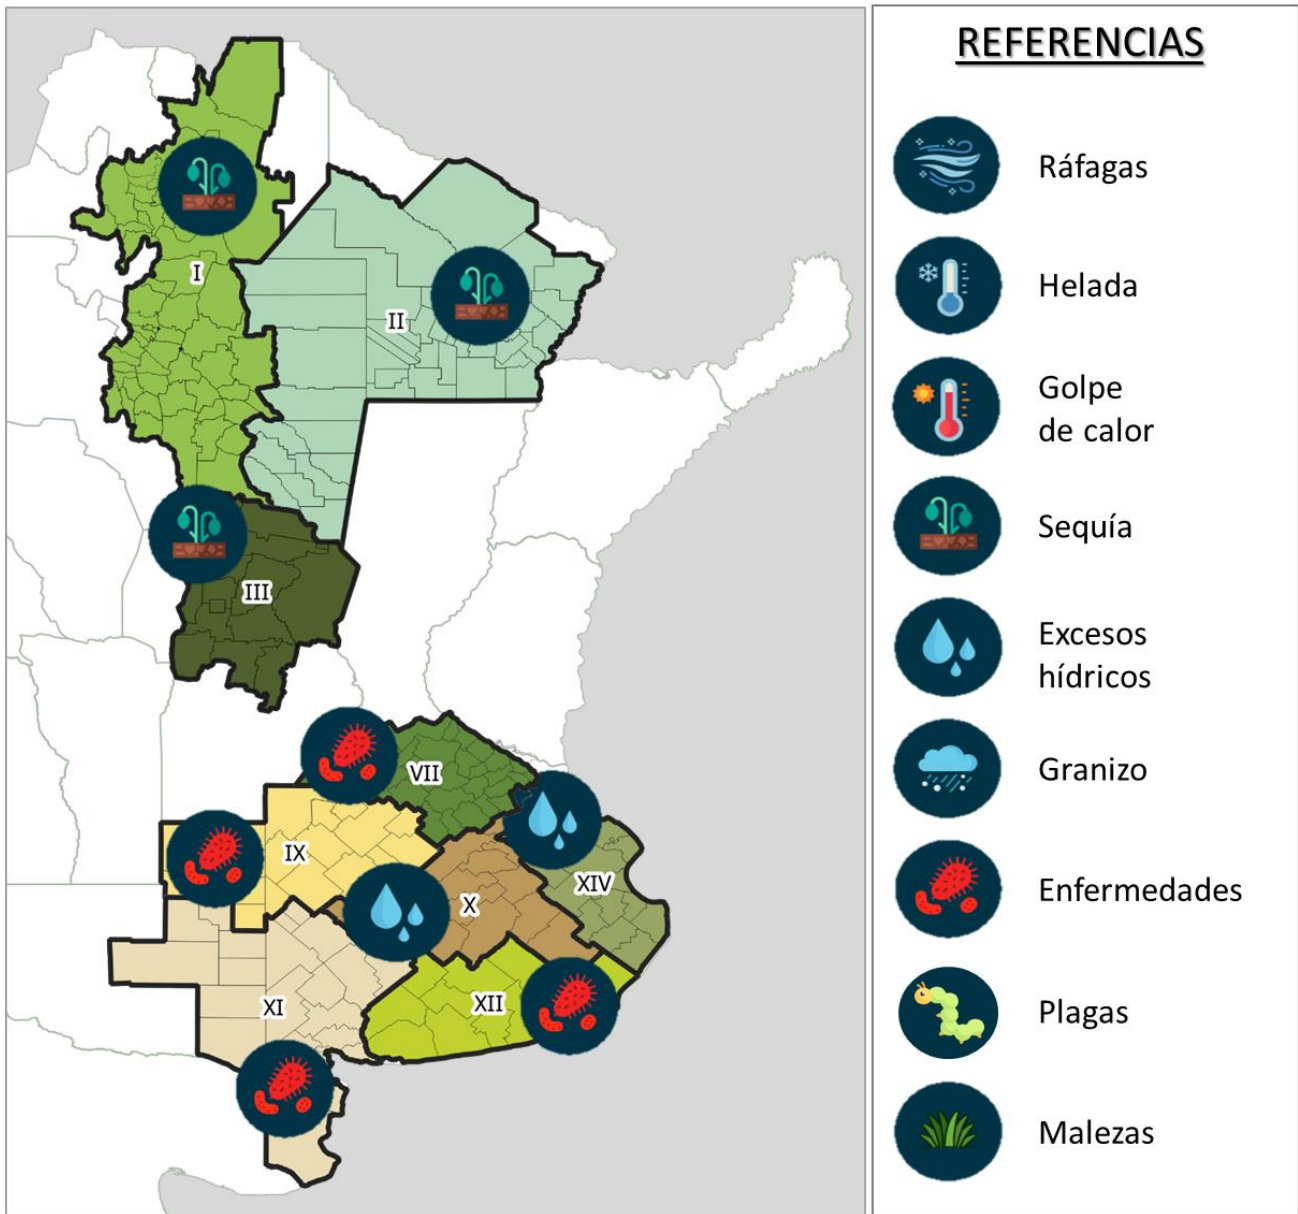 REFERENCIAS
Ráfagas
Helada
Golpe
de calor
Sequía
Excesos
hídricos
Granizo
Enfermedades
Plagas
Malezas
I
II
III
VII
IX
XIV
X
XI
XII